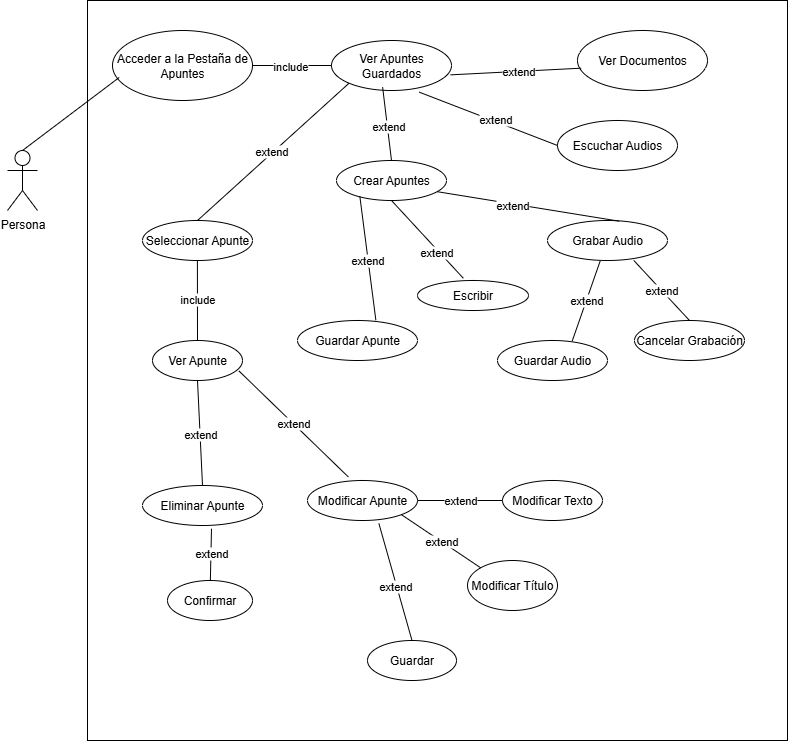 Acceder a la Pestaña de
Apuntes
include
Ver Apuntes
Guardados
extend
Ver Documentos
extend
Escuchar Audios
extend
extend
Crear Apuntes
Persona
extend
Seleccionar Apunte
Grabar Audio
extend
extend
include
Escribir
extend
extend
Guardar Apunte
Guardar Audio
Cancelar Grabación
Ver Apunte
extend
extend
Eliminar Apunte
Modificar Apunte
extend
Modificar Texto
extend
extend
Modificar Título
extend
Confirmar
Guardar